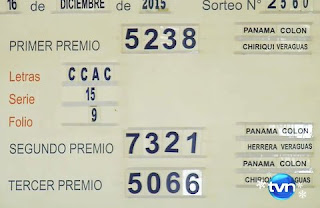 16 de DICIEMBRE de 2015 Sorteo N° 2560
PRIMER PREMIO 5238 PANAMA COLON
CHIRIQUI VERAGUAS
Letras CCAC
Serie 15
Folio 9
SEGUNDO PREMIO 7321 PANAMA COLON
HERRERA VERAGUAS
TERCER PREMIO 5066 PANAMA COLON
CHIRIQUI VERAGUAS
tvn